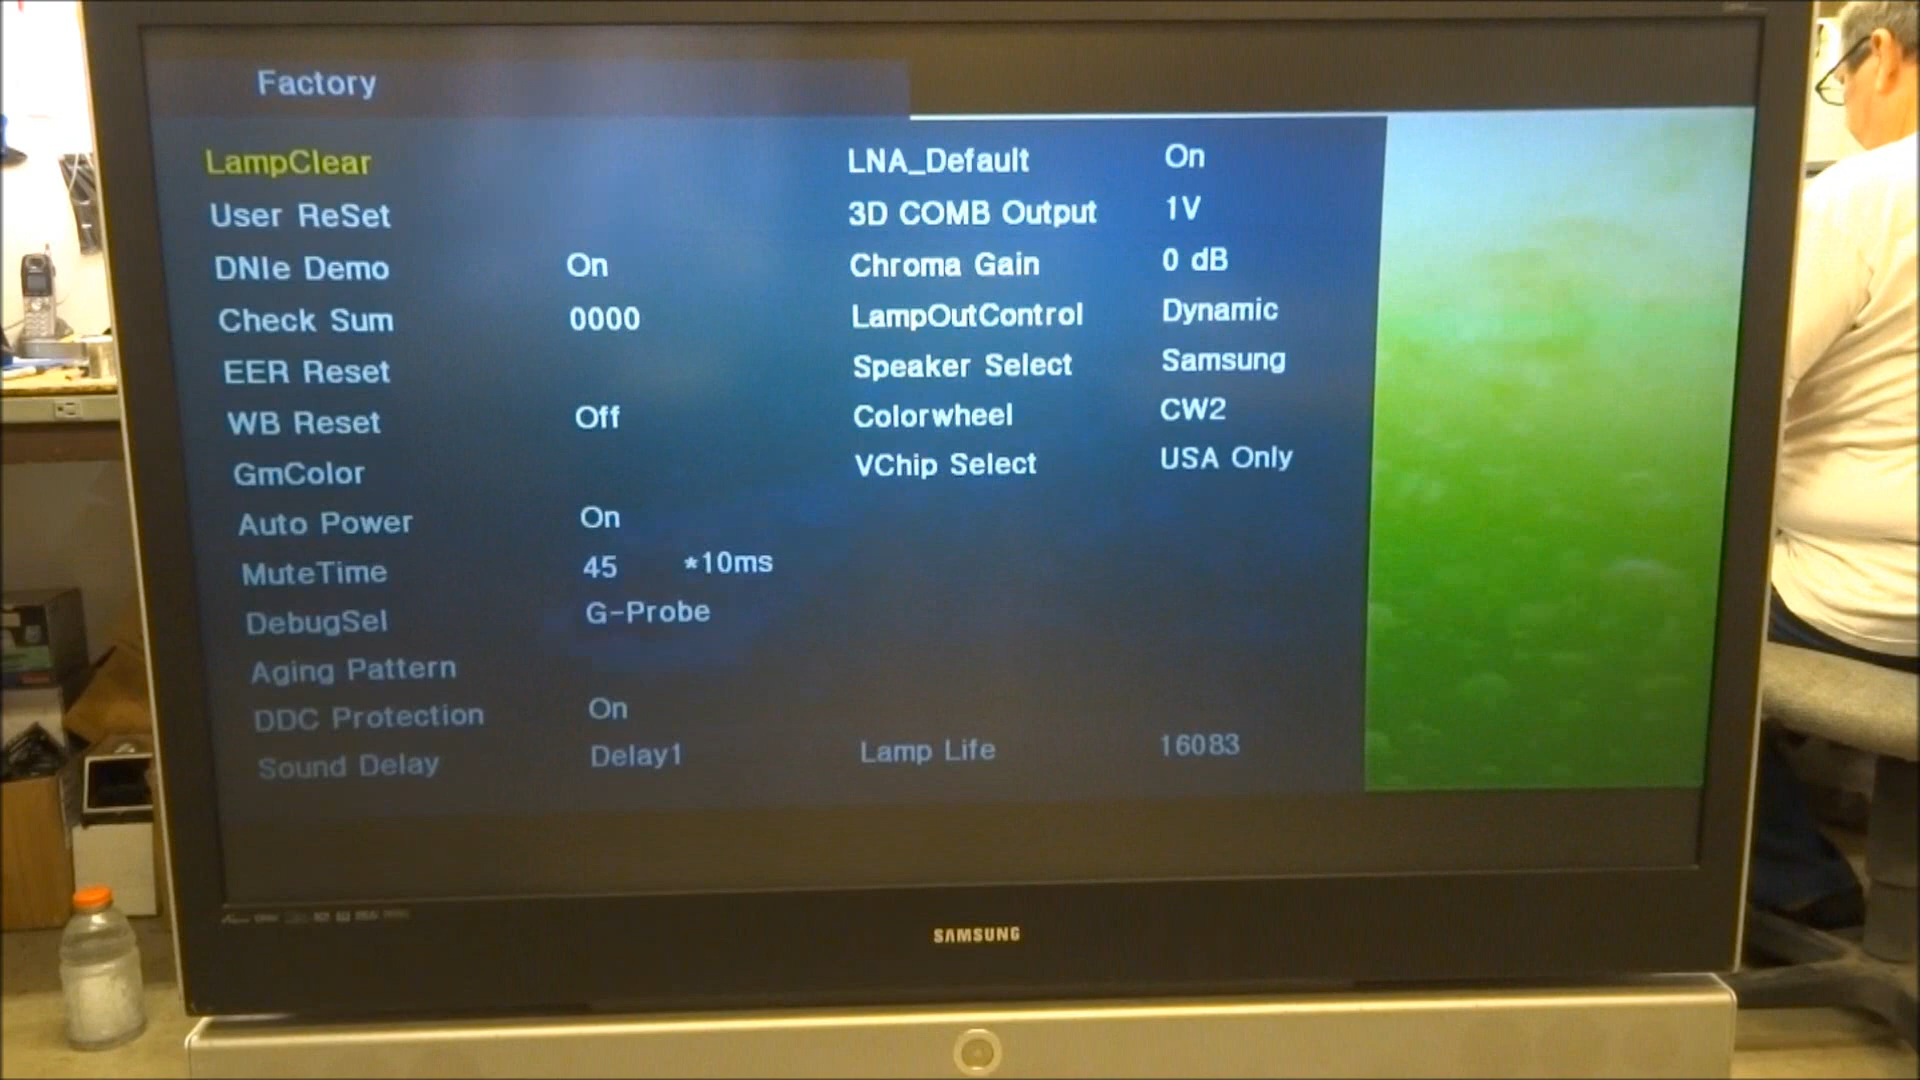 Factory
LampClear
User ReSet
DNIe Demo On
Check Sum 0000
EER Reset
WB Reset Off
GmColor
Auto Power On
MuteTime 45 *10ms
DebugSel G-Probe
Aging Pattern
DDC Protection On
Sound Delay Delay1
LNA_Default On
3D COMB Output 1V
Chroma Gain 0 dB
LampOutControl Dynamic
Speaker Select Samsung
Colorwheel CW2
VChip Select USA Only
Lamp Life 16083
SAMSUNG